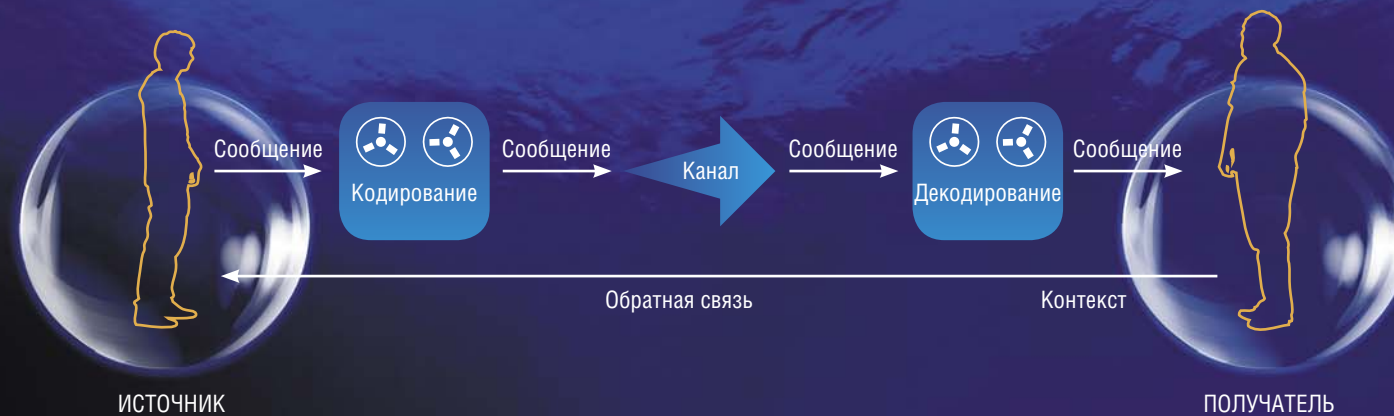 Сообщение
Кодирование
Сообщение
Канал
Сообщение
Декодирование
Сообщение
Обратная связь
Контекст
ИСТОЧНИК
ПОЛУЧАТЕЛЬ